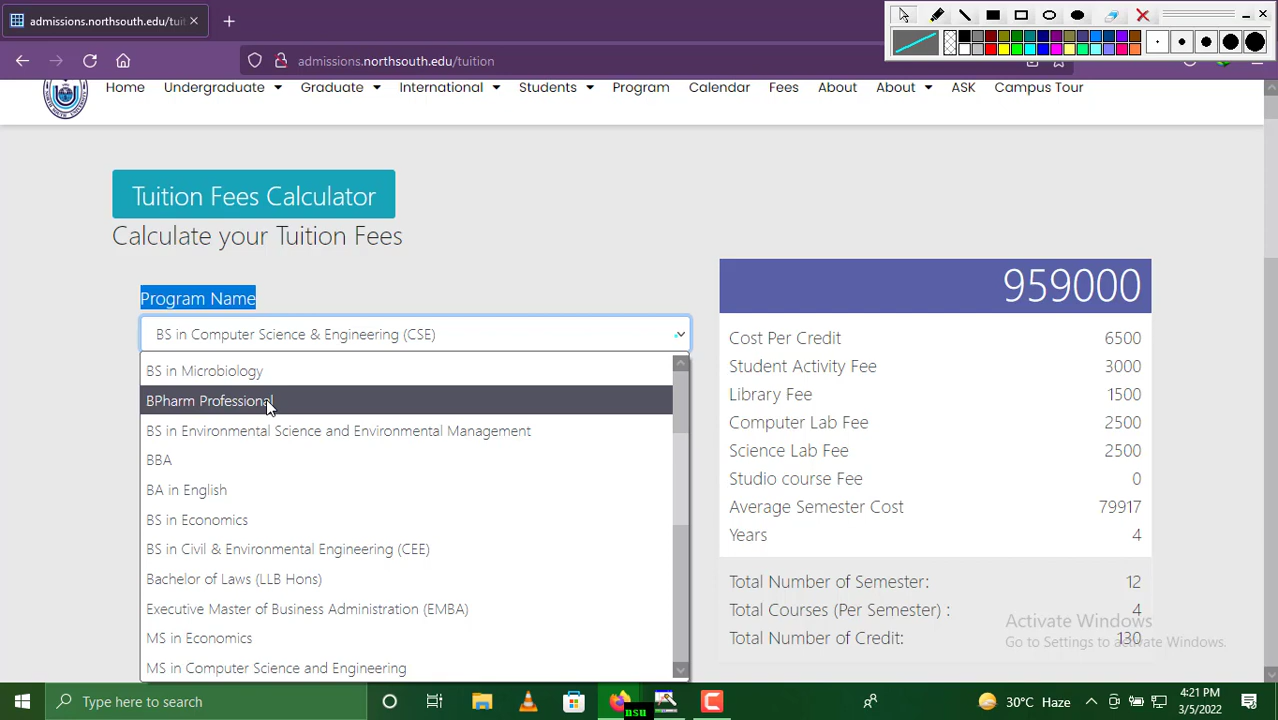 admissions.northsouth.edu/tuit
admissions.northsouth.edu/tuition
Home Undergraduate Graduate International Students Program Calendar Fees About About ASK Campus Tour
Tuition Fees Calculator
Calculate your Tuition Fees
Program Name
BS in Computer Science & Engineering (CSE)
BS in Microbiology
BPharm Professional
BS in Environmental Science and Environmental Management
BBA
BA in English
BS in Economics
BS in Civil & Environmental Engineering (CEE)
Bachelor of Laws (LLB Hons)
Executive Master of Business Administration (EMBA)
MS in Economics
MS in Computer Science and Engineering
959000
Cost Per Credit 6500
Student Activity Fee 3000
Library Fee 1500
Computer Lab Fee 2500
Science Lab Fee 2500
Studio course Fee 0
Average Semester Cost 79917
Years 4
Total Number of Semester: 12
Total Courses (Per Semester) : 4
Total Number of Credit: 130
Activate Windows
Go to Settings to activate Windows.
Type here to search
nsu
30°C Haze
4:21 PM
3/5/2022